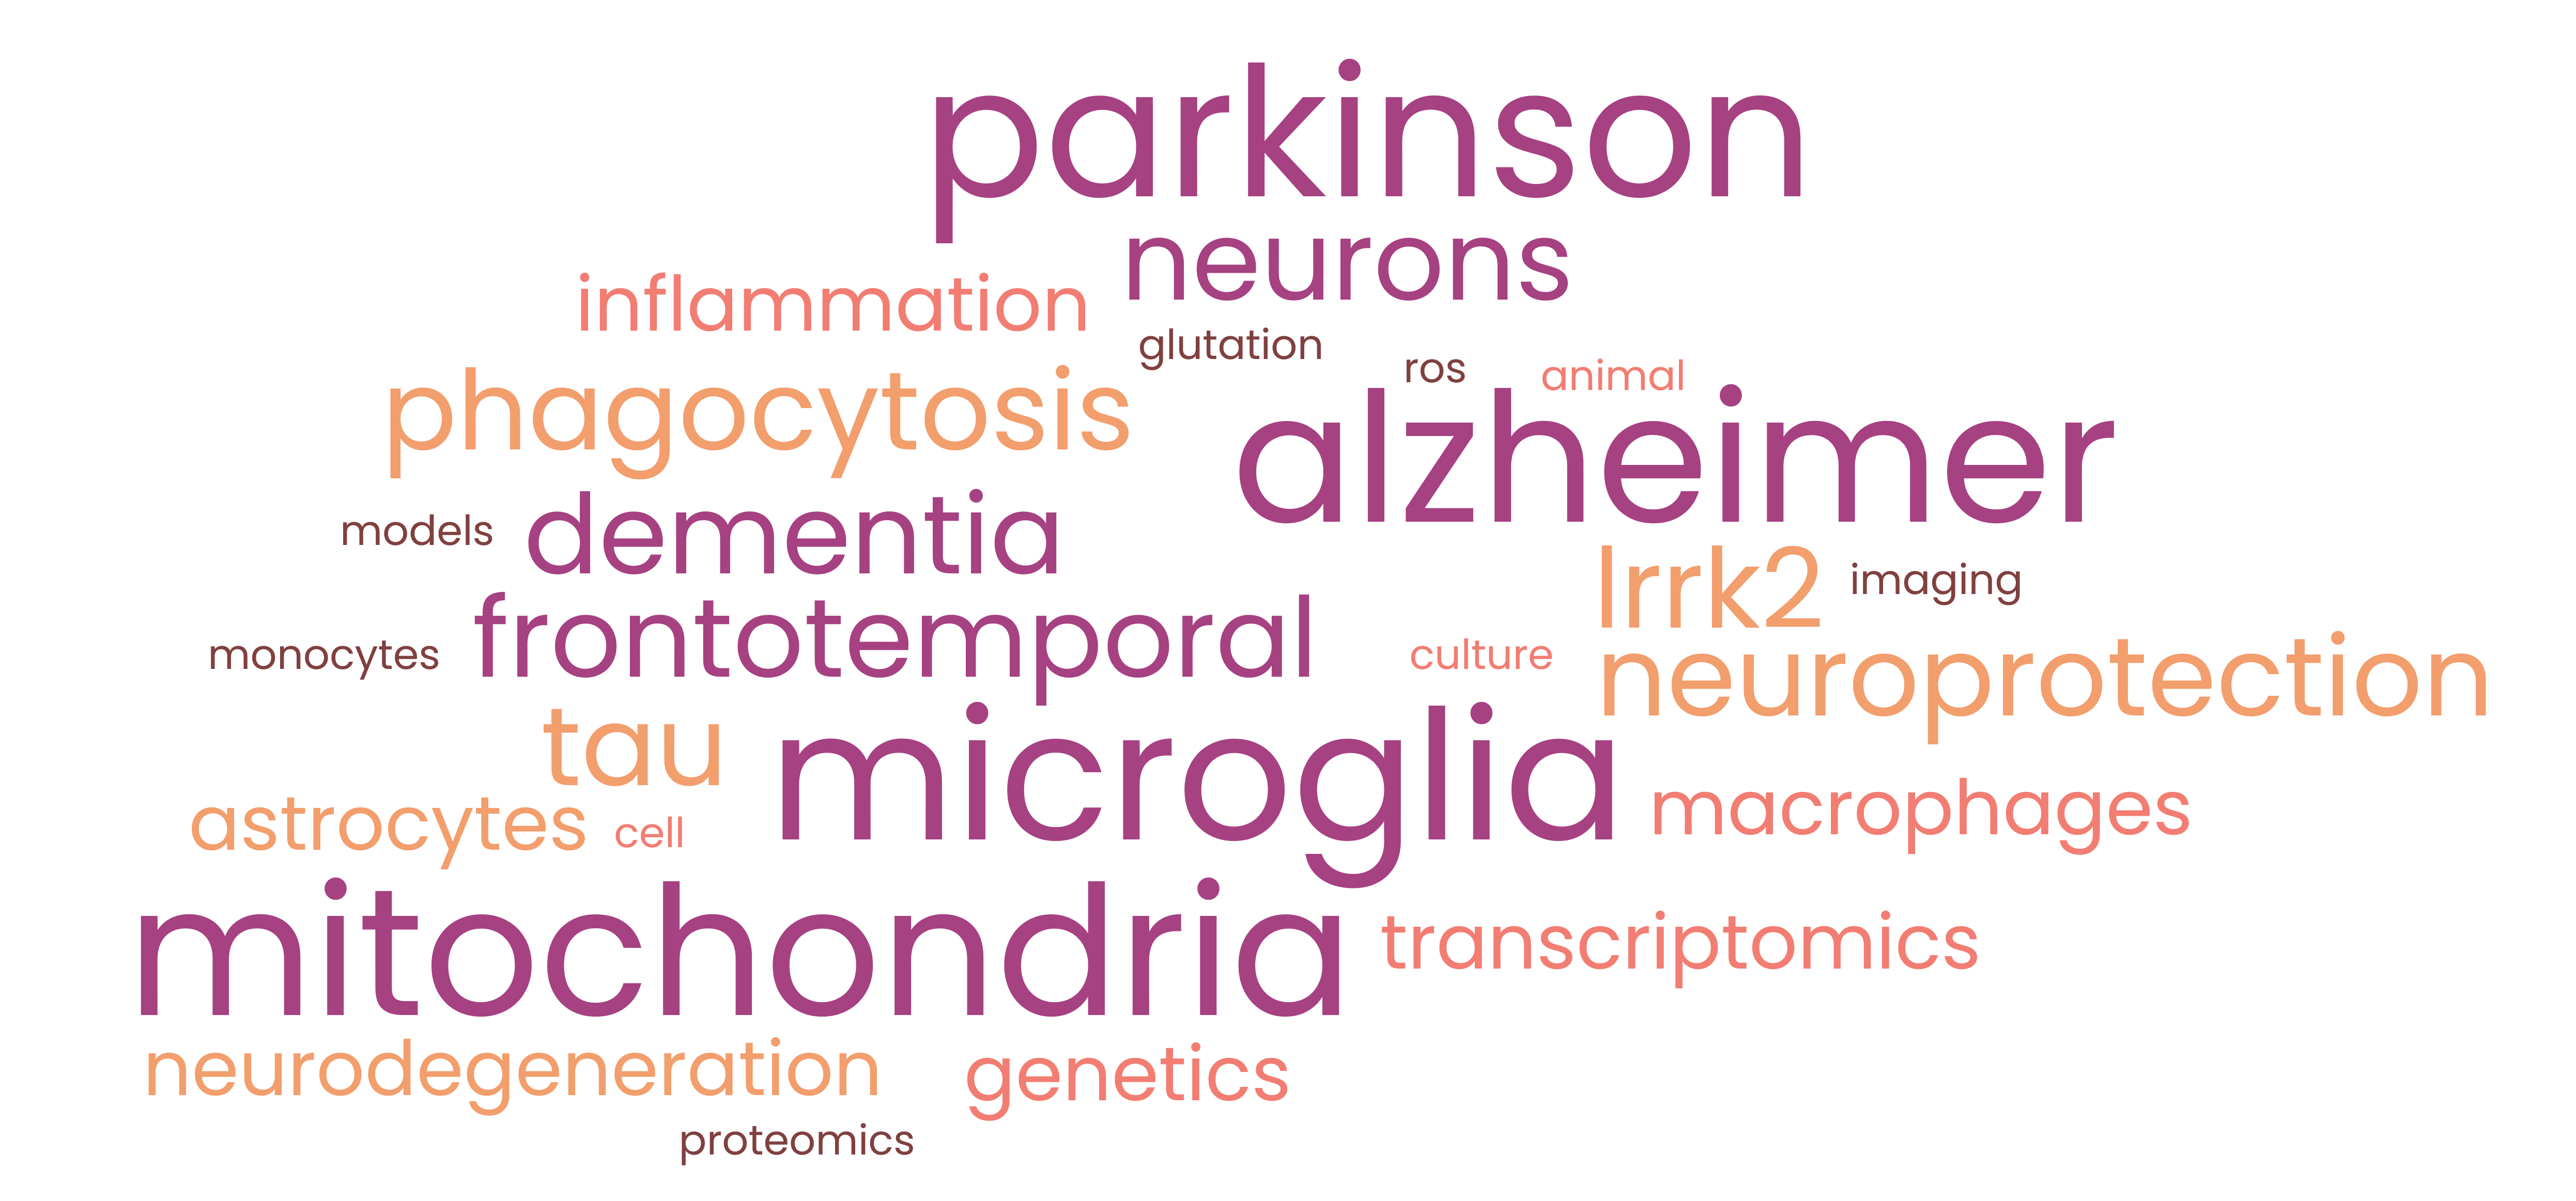 parkinson
neurons
inflammation
glutation
ros
animal
phagocytosis
alzheimer
models
dementia
lrrk2
imaging
monocytes
frontotemporal
culture
neuroprotection
tau
microglia
macrophages
astrocytes
cell
mitochondria
transcriptomics
neurodegeneration
genetics
proteomics